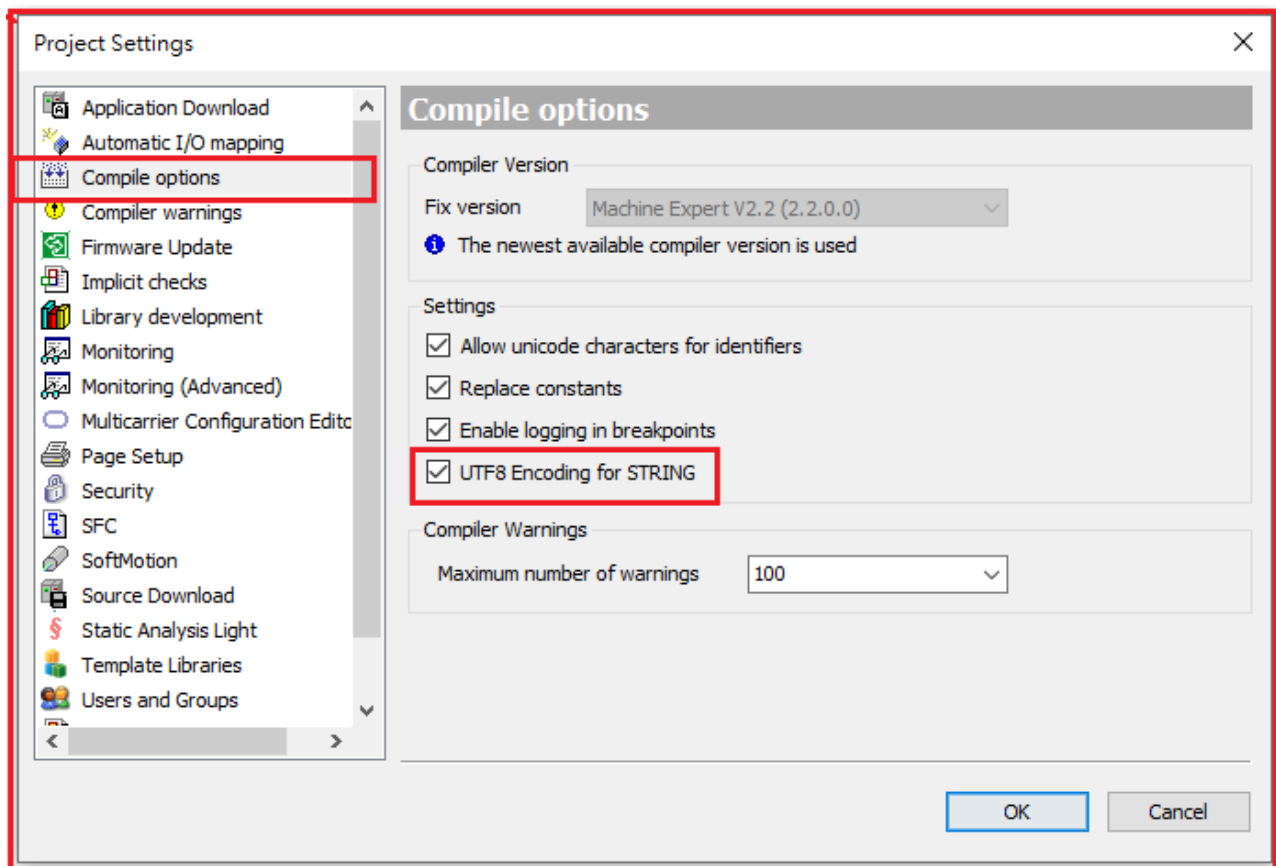 Project Settings
Application Download
Automatic I/O mapping
Compile options
Compiler warnings
Firmware Update
Implicit checks
Library development
Monitoring
Monitoring (Advanced)
Multicarrier Configuration Edito
Page Setup
Security
SFC
SoftMotion
Source Download
Static Analysis Light
Template Libraries
Users and Groups
Compile options
Compiler Version
Fix version Machine Expert V2.2 (2.2.0.0)
The newest available compiler version is used
Settings
Allow unicode characters for identifiers
Replace constants
Enable logging in breakpoints
UTF8 Encoding for STRING
Compiler Warnings
Maximum number of warnings 100
OK Cancel